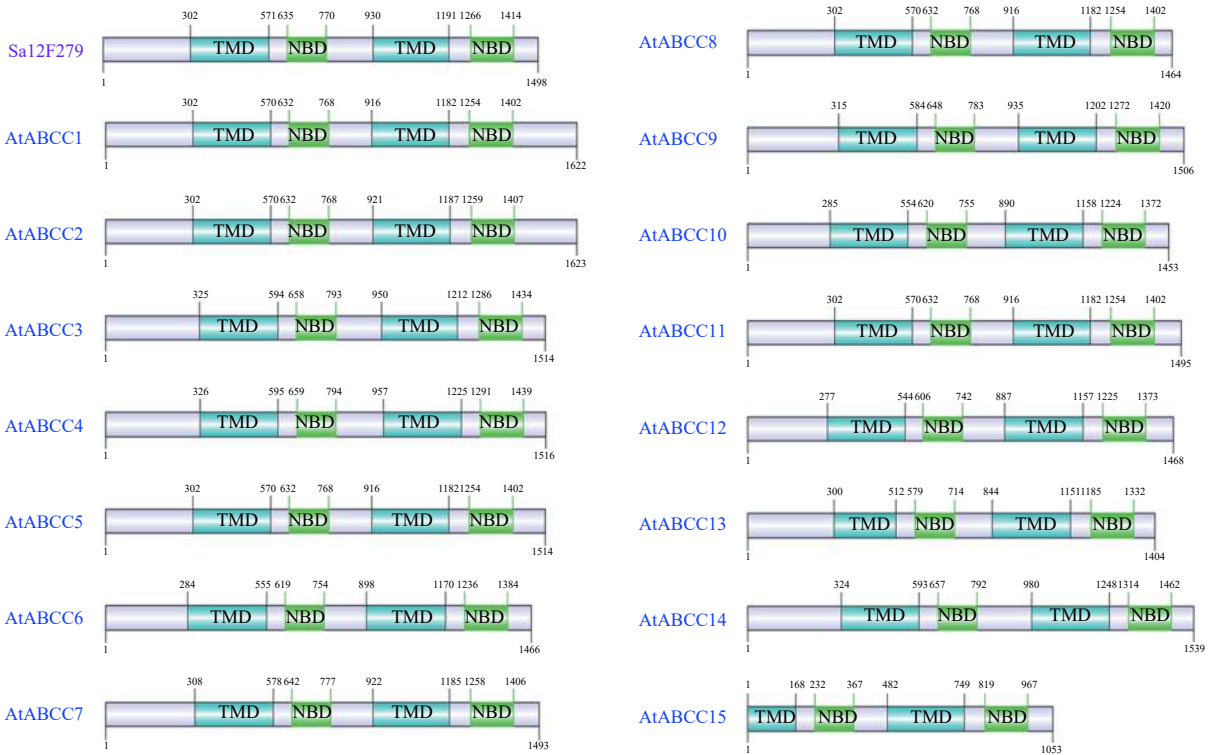 302 571 635 770 930 1191 1266 1414
Sa12F279 TMD NBD TMD NBD
1 1498
302 570 632 768 916 1182 1254 1402
AtABCC1 TMD NBD TMD NBD
1 1622
302 570 632 768 921 1187 1259 1407
AtABCC2 TMD NBD TMD NBD
1 1623
325 594 658 793 950 1212 1286 1434
AtABCC3 TMD NBD TMD NBD
1 1514
326 595 659 794 957 1225 1291 1439
AtABCC4 TMD NBD TMD NBD
1 1516
302 570 632 768 916 1182 1254 1402
AtABCC5 TMD NBD TMD NBD
1 1514
284 555 619 754 898 1170 1236 1384
AtABCC6 TMD NBD TMD NBD
1 1466
308 578 642 777 922 1185 1258 1406
AtABCC7 TMD NBD TMD NBD
1 1493
302 570 632 768 916 1182 1254 1402
AtABCC8 TMD NBD TMD NBD
1 1464
315 584 648 783 935 1202 1272 1420
AtABCC9 TMD NBD TMD NBD
1 1506
285 554 620 755 890 1158 1224 1372
AtABCC10 TMD NBD TMD NBD
1 1453
302 570 632 768 916 1182 1254 1402
AtABCC11 TMD NBD TMD NBD
1 1495
277 544 606 742 887 1157 1225 1373
AtABCC12 TMD NBD TMD NBD
1 1468
300 512 579 714 844 1151 1185 1332
AtABCC13 TMD NBD TMD NBD
1 1404
324 593 657 792 980 1248 1314 1462
AtABCC14 TMD NBD TMD NBD
1 1539
1 168 232 367 482 749 819 967
AtABCC15 TMD NBD TMD NBD
1 1053